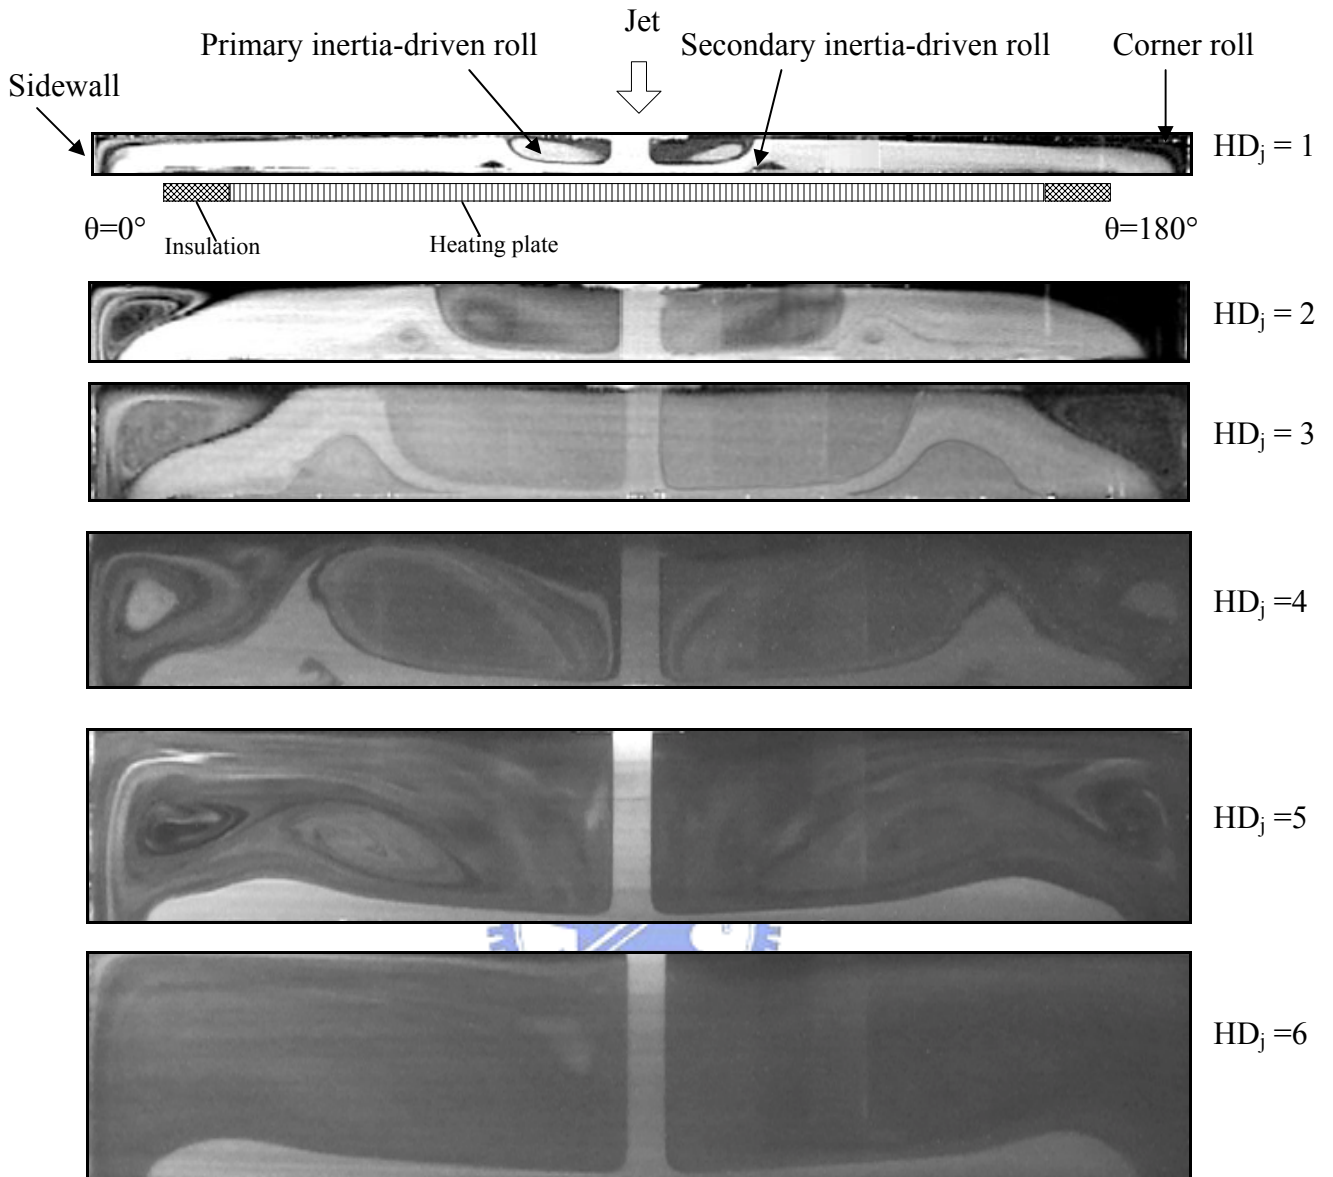 Jet
Primary inertia-driven roll
Secondary inertia-driven roll
Corner roll
Sidewall
HDj = 1
θ=0°
Insulation
Heating plate
θ=180°
HDj = 2
HDj = 3
HDj =4
HDj =5
HDj =6